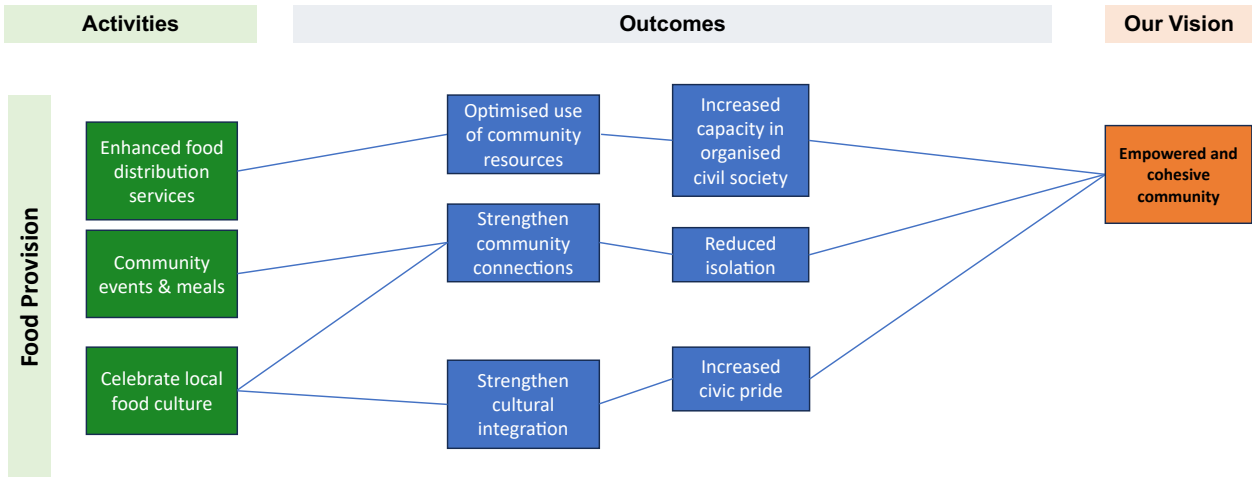 Activities
Outcomes
Our Vision
Food Provision
Enhanced food
distribution
services
Community
events & meals
Celebrate local
food culture
Optimised use
of community
resources
Strengthen
community
connections
Strengthen
cultural
integration
Increased
capacity in
organised
civil society
Reduced
isolation
Increased
civic pride
Empowered and
cohesive
community